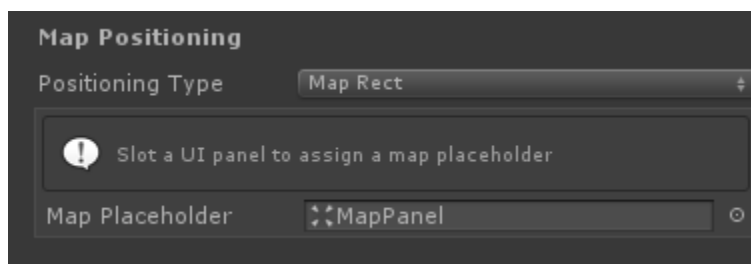 Map Positioning
Positioning Type Map Rect
Slot a UI panel to assign a map placeholder
Map Placeholder MapPanel